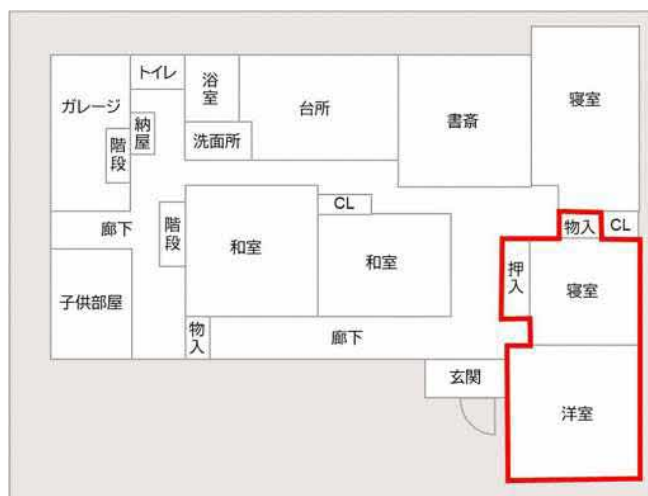 トイレ
浴室
台所
書斎
寝室
ガレージ
納屋
階段
洗面所
CL
廊下
階段
和室
和室
物入
CL
押入
寝室
子供部屋
物入
廊下
玄関
洋室